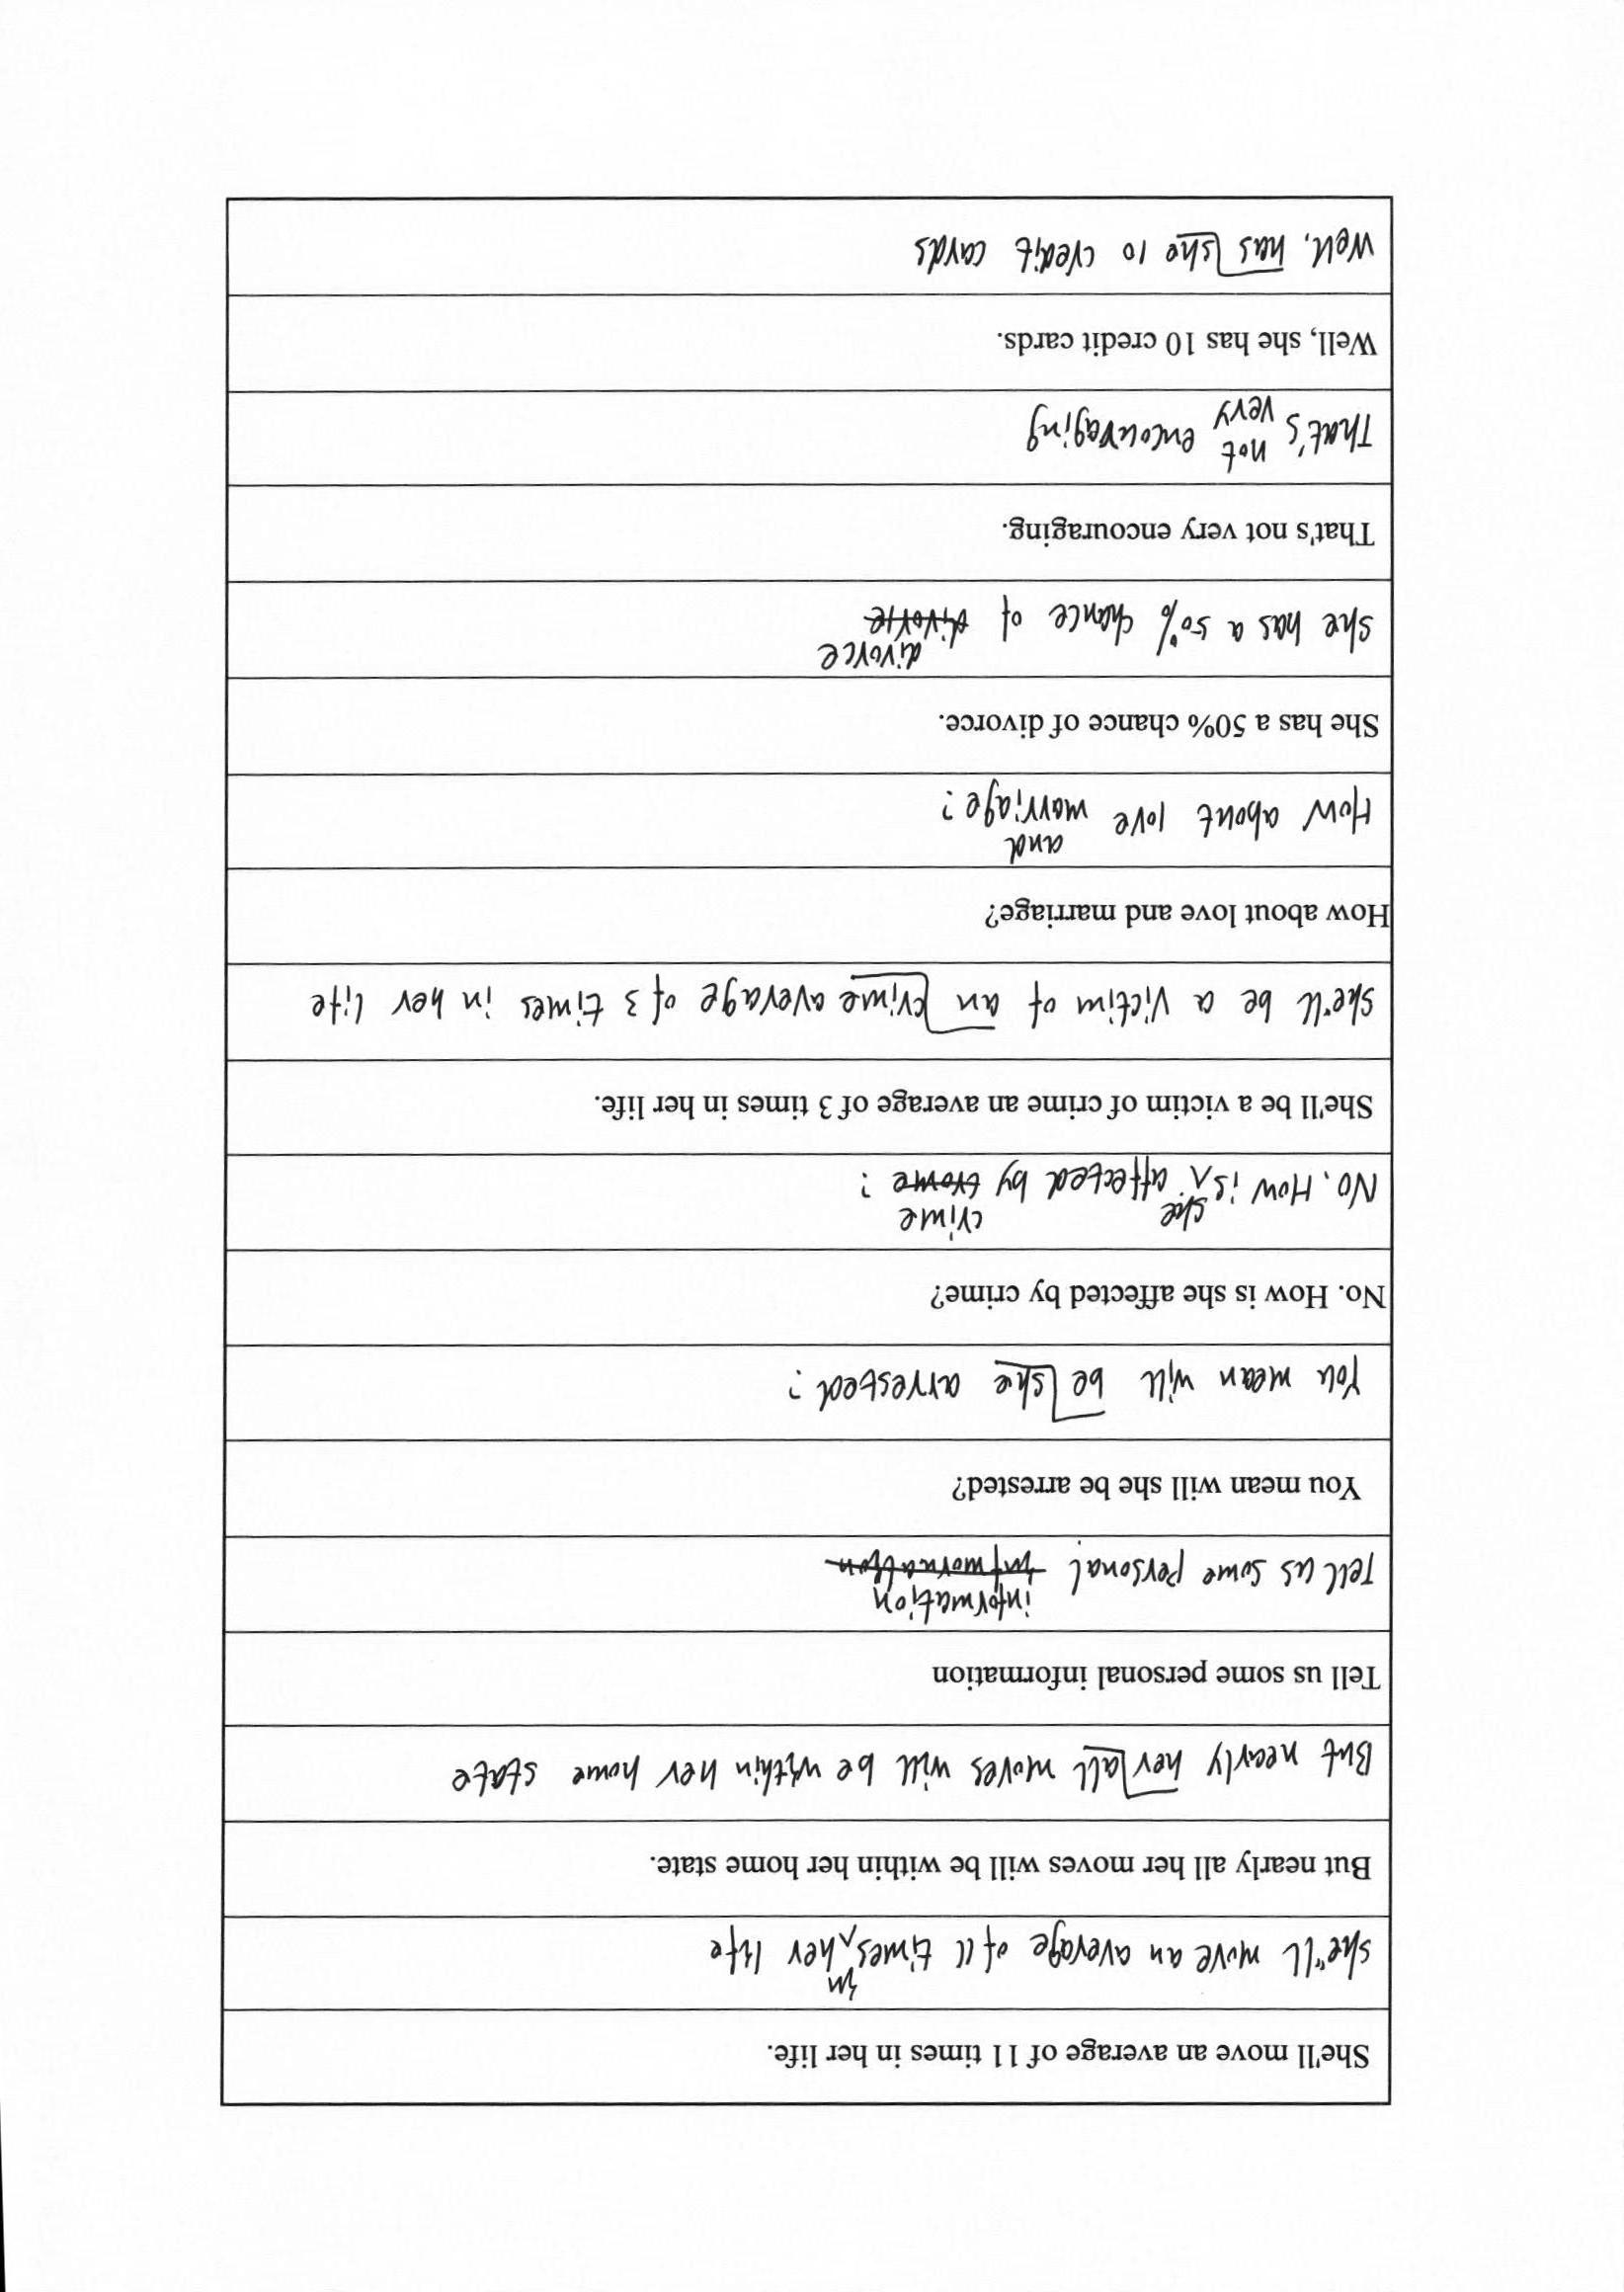 She'll move an average of 11 times in her life.
she'll move an average of 11 times in her life
But nearly all her moves will be within her home state.
But nearly her all moves will be within her home state
Tell us some personal information
Tell us some personal information
You mean will she be arrested?
You mean will be she arrested?
No. How is she affected by crime?
No. How is she affected by crome crime?
She'll be a victim of crime an average of 3 times in her life.
she'll be a victim of an crime average of 3 times in her life
How about love and marriage?
How about love and marriage?
She has a 50% chance of divorce.
she has a 50% chance of divorce
That's not very encouraging.
That's not very encouraging
Well, she has 10 credit cards.
Well, has she 10 credit cards